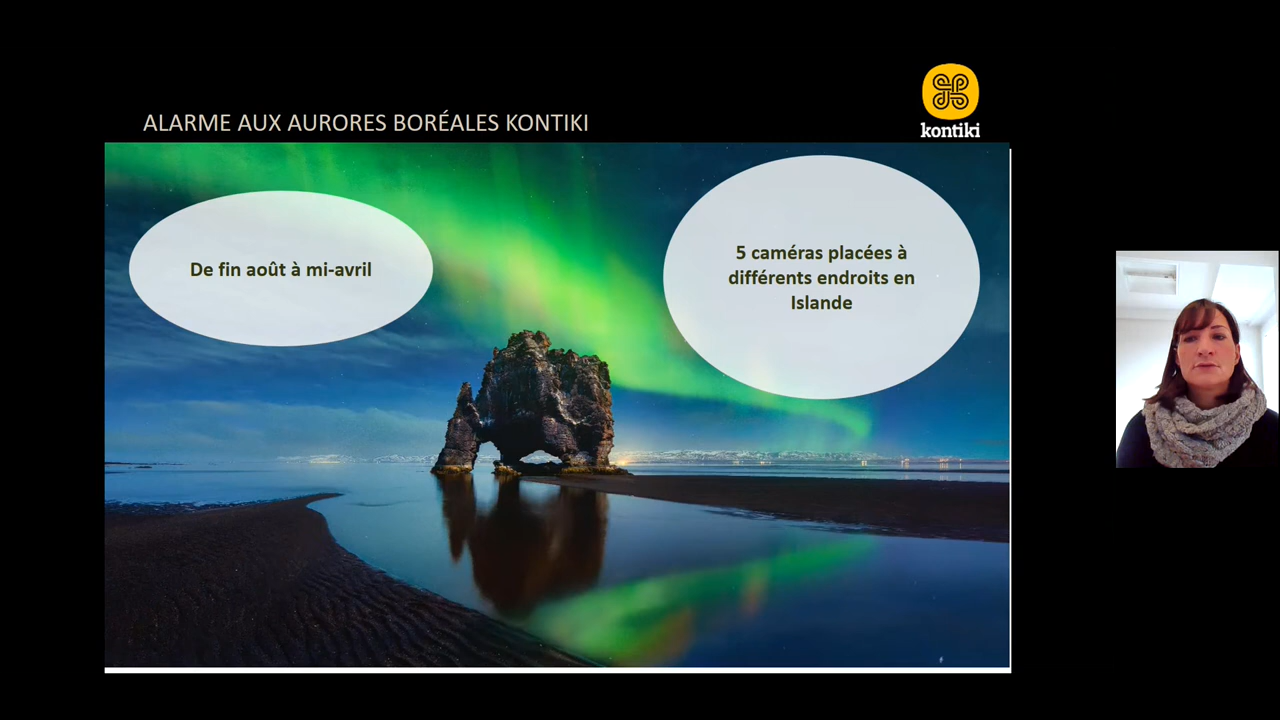 ALARME AUX AURORES BORÉALES KONTIKI
kontiki
De fin août à mi-avril
5 caméras placées à
différents endroits en
Islande